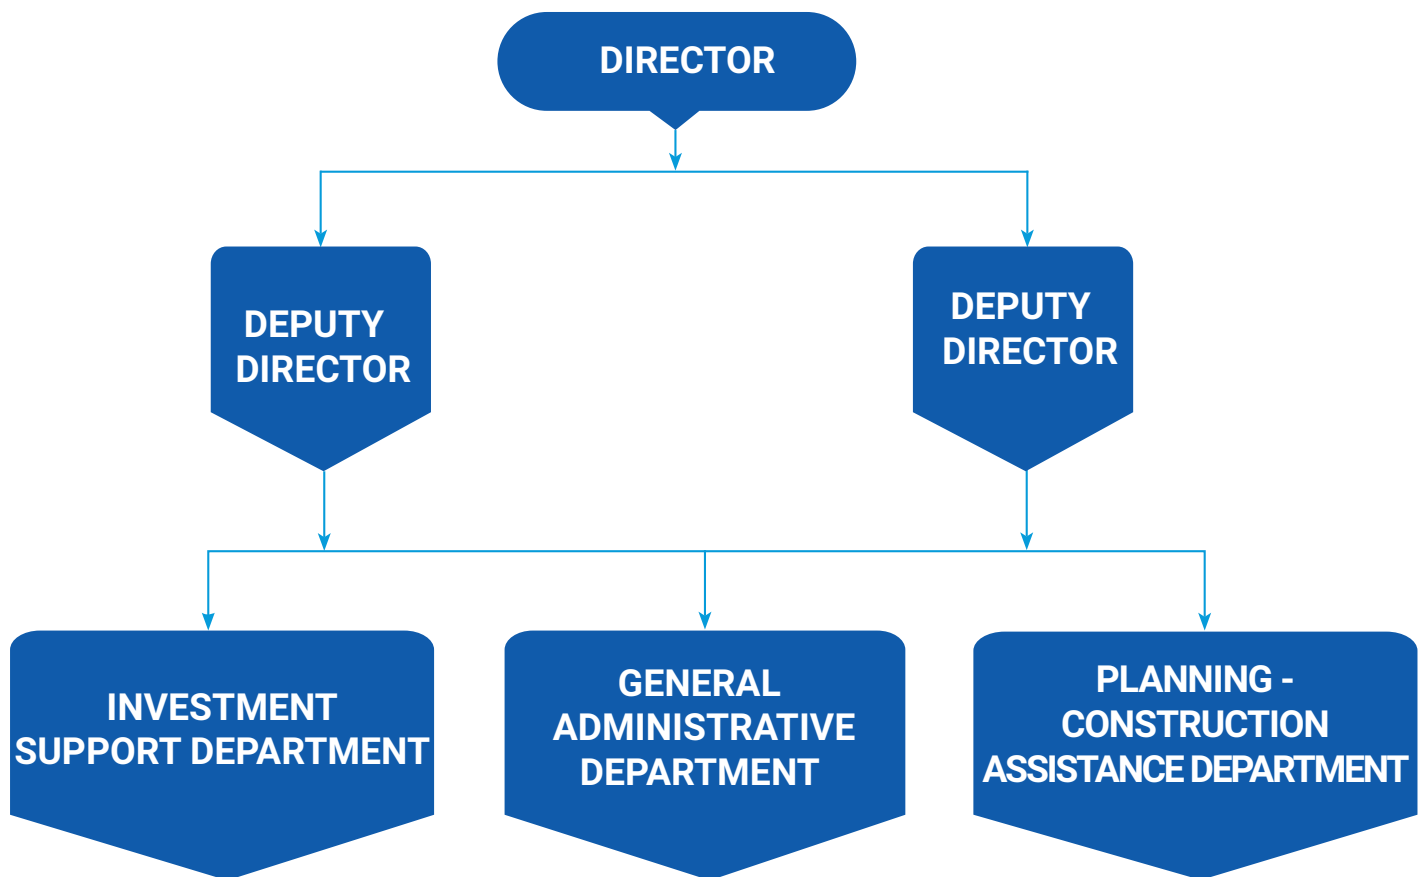 DIRECTOR
DEPUTY
DIRECTOR
DEPUTY
DIRECTOR
INVESTMENT
SUPPORT DEPARTMENT
GENERAL
ADMINISTRATIVE
DEPARTMENT
PLANNING -
CONSTRUCTION
ASSISTANCE DEPARTMENT